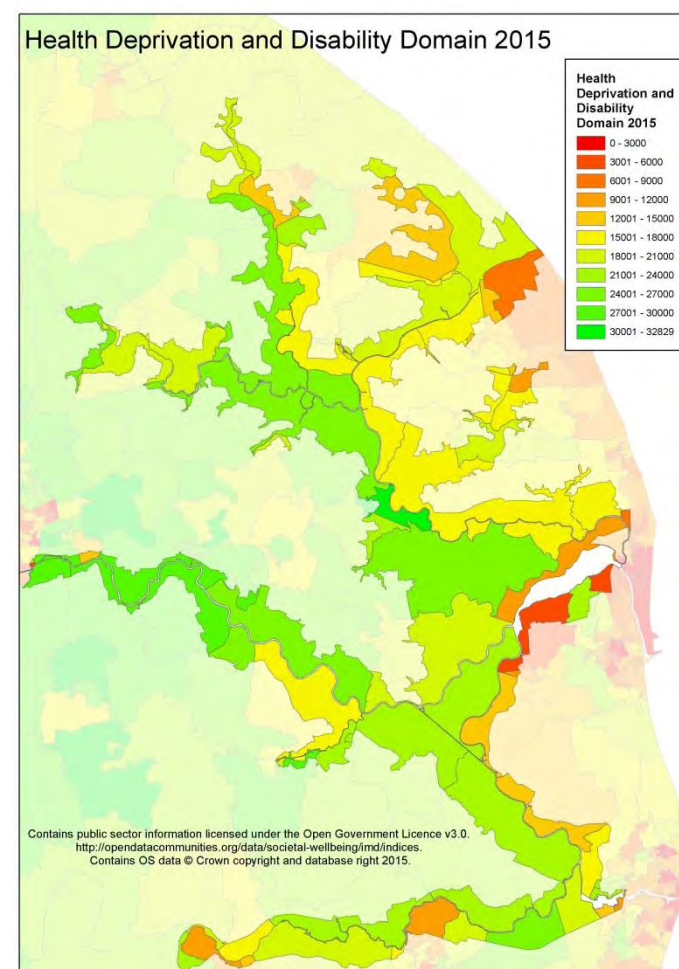 Health Deprivation and Disability Domain 2015
Health
Deprivation and
Disability
Domain 2015
0 - 3000
3001 - 6000
6001 - 9000
9001 - 12000
12001 - 15000
15001 - 18000
18001 - 21000
21001 - 24000
24001 - 27000
27001 - 30000
30001 - 32829
Contains public sector information licensed under the Open Government Licence v3.0.
http://opendatacommunities.org/data/societal-wellbeing/imd/indices.
Contains OS data © Crown copyright and database right 2015.